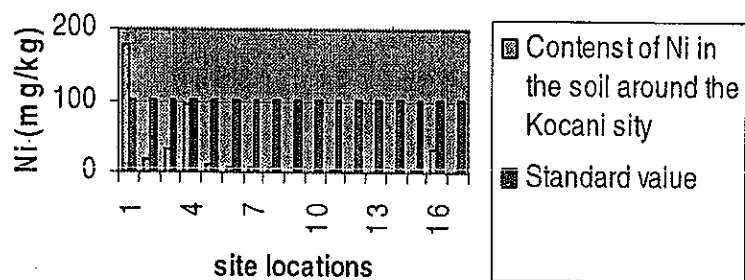 200
100
0
Ni (mg/kg)
1
4
7
10
13
16
site locations
Contenst of Ni in
the soil around the
Kocani sity
Standard value